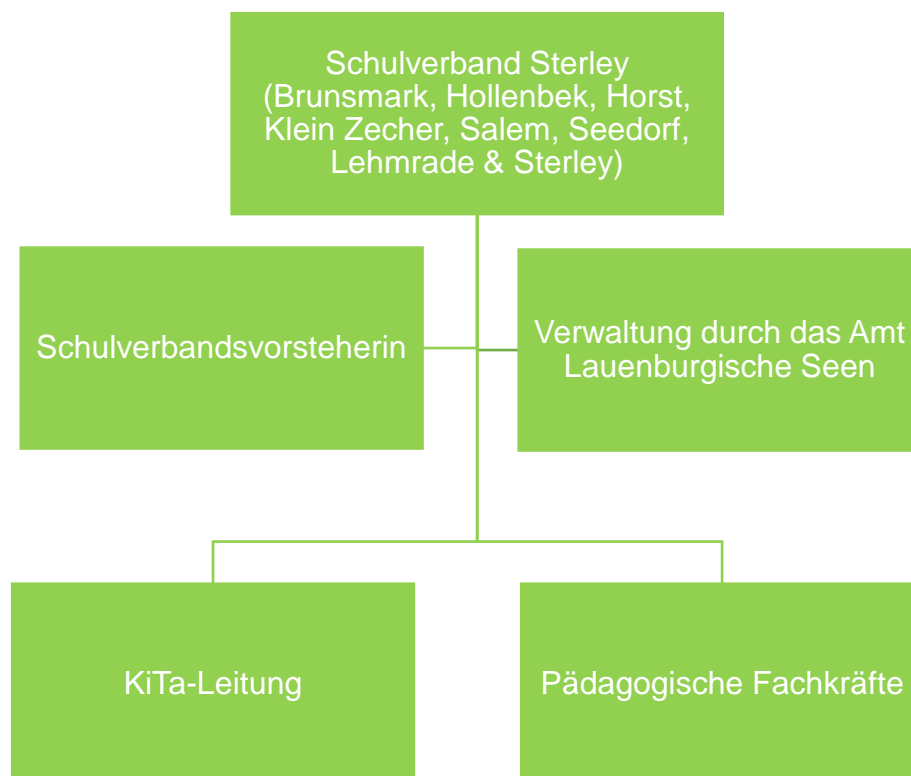 Schulverband Sterley
(Brunsmark, Hollenbek, Horst,
Klein Zecher, Salem, Seedorf,
Lehmrade & Sterley)
Schulverbandsvorsteherin
Verwaltung durch das Amt
Lauenburgische Seen
KiTa-Leitung
Pädagogische Fachkräfte